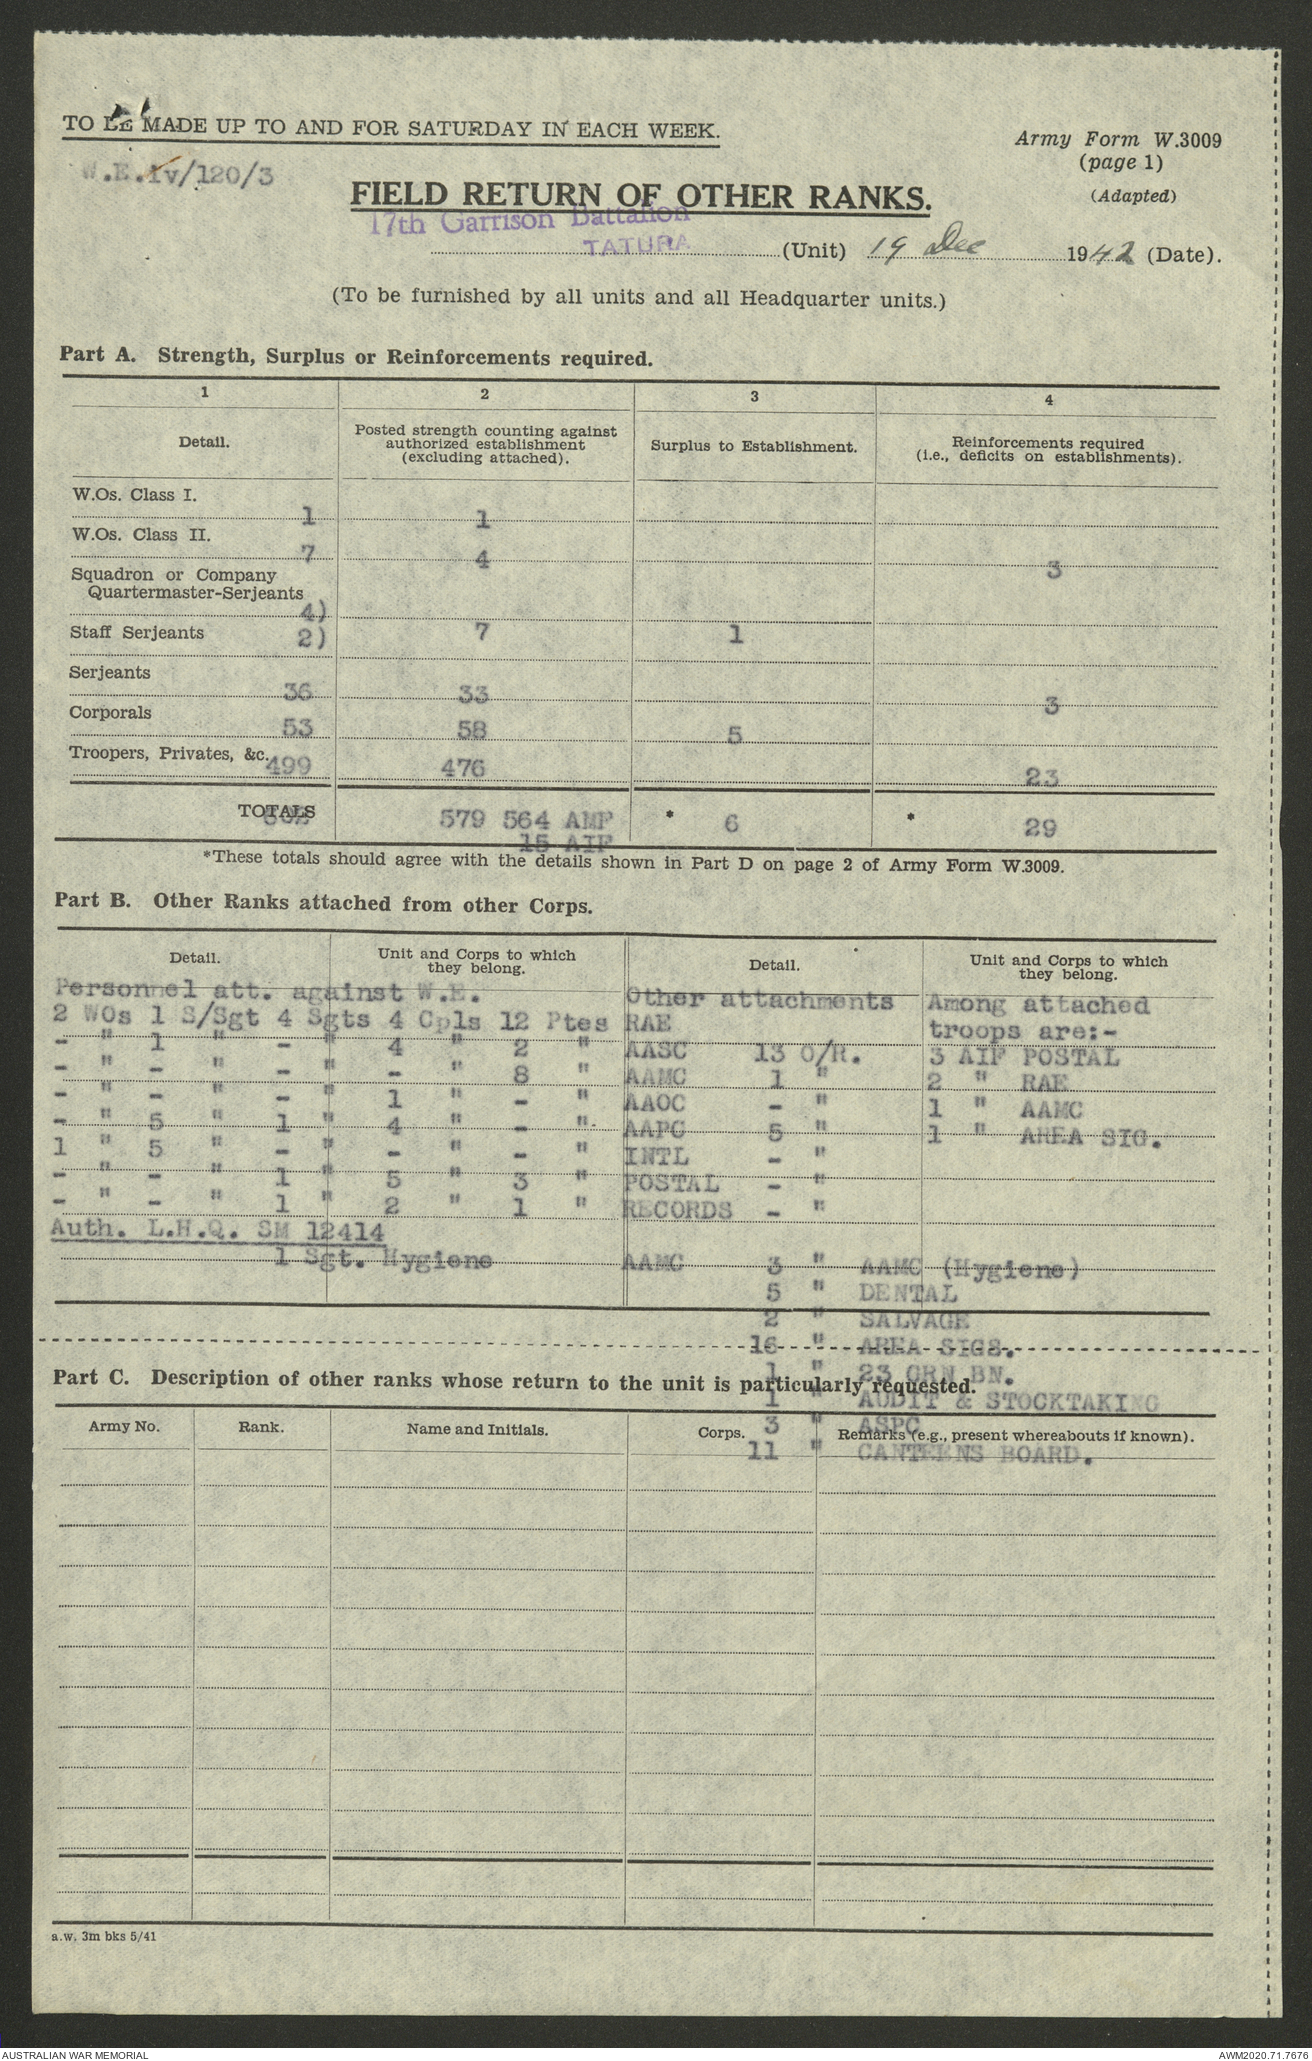 TO BE MADE UP TO AND FOR SATURDAY IN EACH WEEK.
Army Form W.3009
(page 1)
(Adapted)
W.E.iv/120/3
FIELD RETURN OF OTHER RANKS.
17th Garrison Battalion
TATURA (Unit) 19 Dec 1942 (Date).
(To be furnished by all units and all Headquarter units.)
Part A. Strength, Surplus or Reinforcements required.
1 2 3 4
Detail. Posted strength counting against authorized establishment (excluding attached). Surplus to Establishment. Reinforcements required (i.e., deficits on establishments).
W.Os. Class I. 1 1
W.Os. Class II. 7 4 3
Squadron or Company
Quartermaster-Serjeants 4)
Staff Serjeants 2) 7 1
Serjeants 36 33 3
Corporals 53 58 5
Troopers, Privates, &c. 499 476 23
TOTALS 579 564 AMF * 6 * 29
15 AIF
*These totals should agree with the details shown in Part D on page 2 of Army Form W.3009.
Part B. Other Ranks attached from other Corps.
Detail. Unit and Corps to which they belong. Detail. Unit and Corps to which they belong.
Personnel att. against W.E. Other attachments Among attached
2 WOs 1 S/Sgt 4 Sgts 4 Cpls 12 Ptes RAE troops are:-
- " 1 " - " 4 " 2 " AASC 13 O/R. 3 AIF POSTAL
- " - " - " - " 8 " AAMC 1 " 2 " RAE
- " - " - " 1 " - " AAOC - " 1 " AAMC
- " 5 " 1 " 4 " - " AAPC 5 " 1 " AREA SIG.
1 " 5 " - " - " - " INTL - "
- " - " 1 " 5 " 3 " POSTAL - "
- " - " 1 " 2 " 1 " RECORDS - "
Auth. L.H.Q. SM 12414
1 Sgt. Hygiene AAMC 3 " AAMC (Hygiene)
5 " DENTAL
2 " SALVAGE
16 " AREA SIGS.
1 " 23 GRN BN.
Part C. Description of other ranks whose return to the unit is particularly requested.
1 " AUDIT & STOCKTAKING
3 " ASPC
Army No. Rank. Name and Initials. Corps. Remarks (e.g., present whereabouts if known).
11 " CANTEENS BOARD.
a.w. 3m bks 5/41
AUSTRALIAN WAR MEMORIAL AWM2020.71.7676